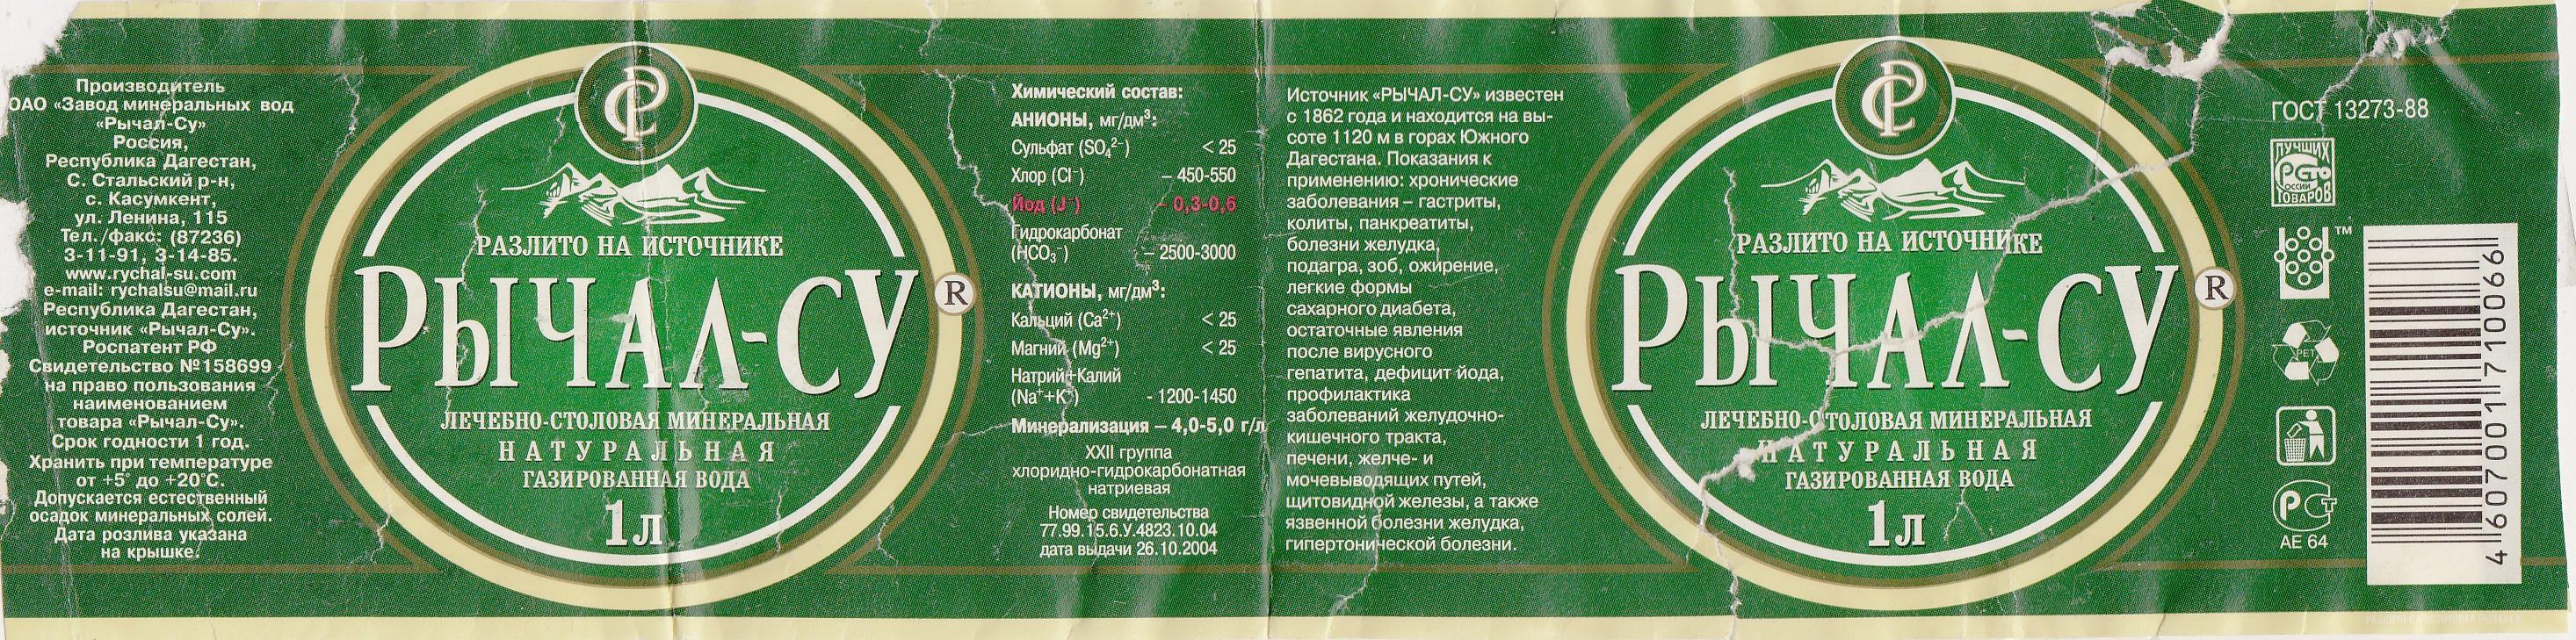 Производитель
ОАО «Завод минеральных вод
«Рычал-Су»
Россия,
Республика Дагестан,
С. Стальский р-н,
с. Касумкент,
ул. Ленина, 115
Тел./факс: (87236)
3-11-91, 3-14-85.
www.rychal-su.com
e-mail: rychalsu@mail.ru
Республика Дагестан,
источник «Рычал-Су».
Роспатент РФ
Свидетельство №158699
на право пользования
наименованием
товара «Рычал-Су».
Срок годности 1 год.
Хранить при температуре
от +5° до +20°С.
Допускается естественный
осадок минеральных солей.
Дата розлива указана
на крышке.
РАЗЛИТО НА ИСТОЧНИКЕ
РЫЧАЛ-СУ ®
ЛЕЧЕБНО-СТОЛОВАЯ МИНЕРАЛЬНАЯ
НАТУРАЛЬНАЯ
ГАЗИРОВАННАЯ ВОДА
1л
Химический состав:
АНИОНЫ, мг/дм³:
Сульфат (SO₄²⁻) < 25
Хлор (Cl⁻) – 450-550
Йод (J⁻) – 0,3-0,6
Гидрокарбонат
(HCO₃⁻) – 2500-3000
КАТИОНЫ, мг/дм³:
Кальций (Ca²⁺) < 25
Магний (Mg²⁺) < 25
Натрий+Калий
(Na⁺+K⁺) - 1200-1450
Минерализация – 4,0-5,0 г/л
XXII группа
хлоридно-гидрокарбонатная
натриевая
Номер свидетельства
77.99.15.6.У.4823.10.04
дата выдачи 26.10.2004
Источник «РЫЧАЛ-СУ» известен
с 1862 года и находится на вы-
соте 1120 м в горах Южного
Дагестана. Показания к
применению: хронические
заболевания – гастриты,
колиты, панкреатиты,
болезни желудка,
подагра, зоб, ожирение,
легкие формы
сахарного диабета,
остаточные явления
после вирусного
гепатита, дефицит йода,
профилактика
заболеваний желудочно-
кишечного тракта,
печени, желче- и
мочевыводящих путей,
щитовидной железы, а также
язвенной болезни желудка,
гипертонической болезни.
РАЗЛИТО НА ИСТОЧНИКЕ
РЫЧАЛ-СУ ®
ЛЕЧЕБНО-СТОЛОВАЯ МИНЕРАЛЬНАЯ
НАТУРАЛЬНАЯ
ГАЗИРОВАННАЯ ВОДА
1л
ГОСТ 13273-88
ЛУЧШИХ
РОССИИ
ТОВАРОВ
TM
PET
РСТ
АЕ 64
4 607001 710066